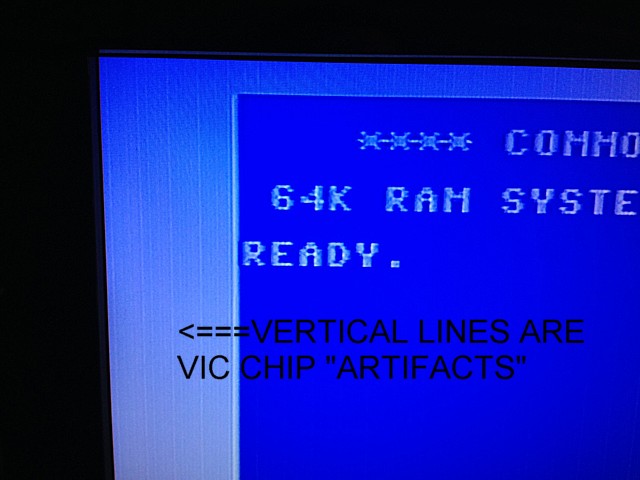 **** COMMO
64K RAM SYSTE
READY.
<===VERTICAL LINES ARE
VIC CHIP "ARTIFACTS"